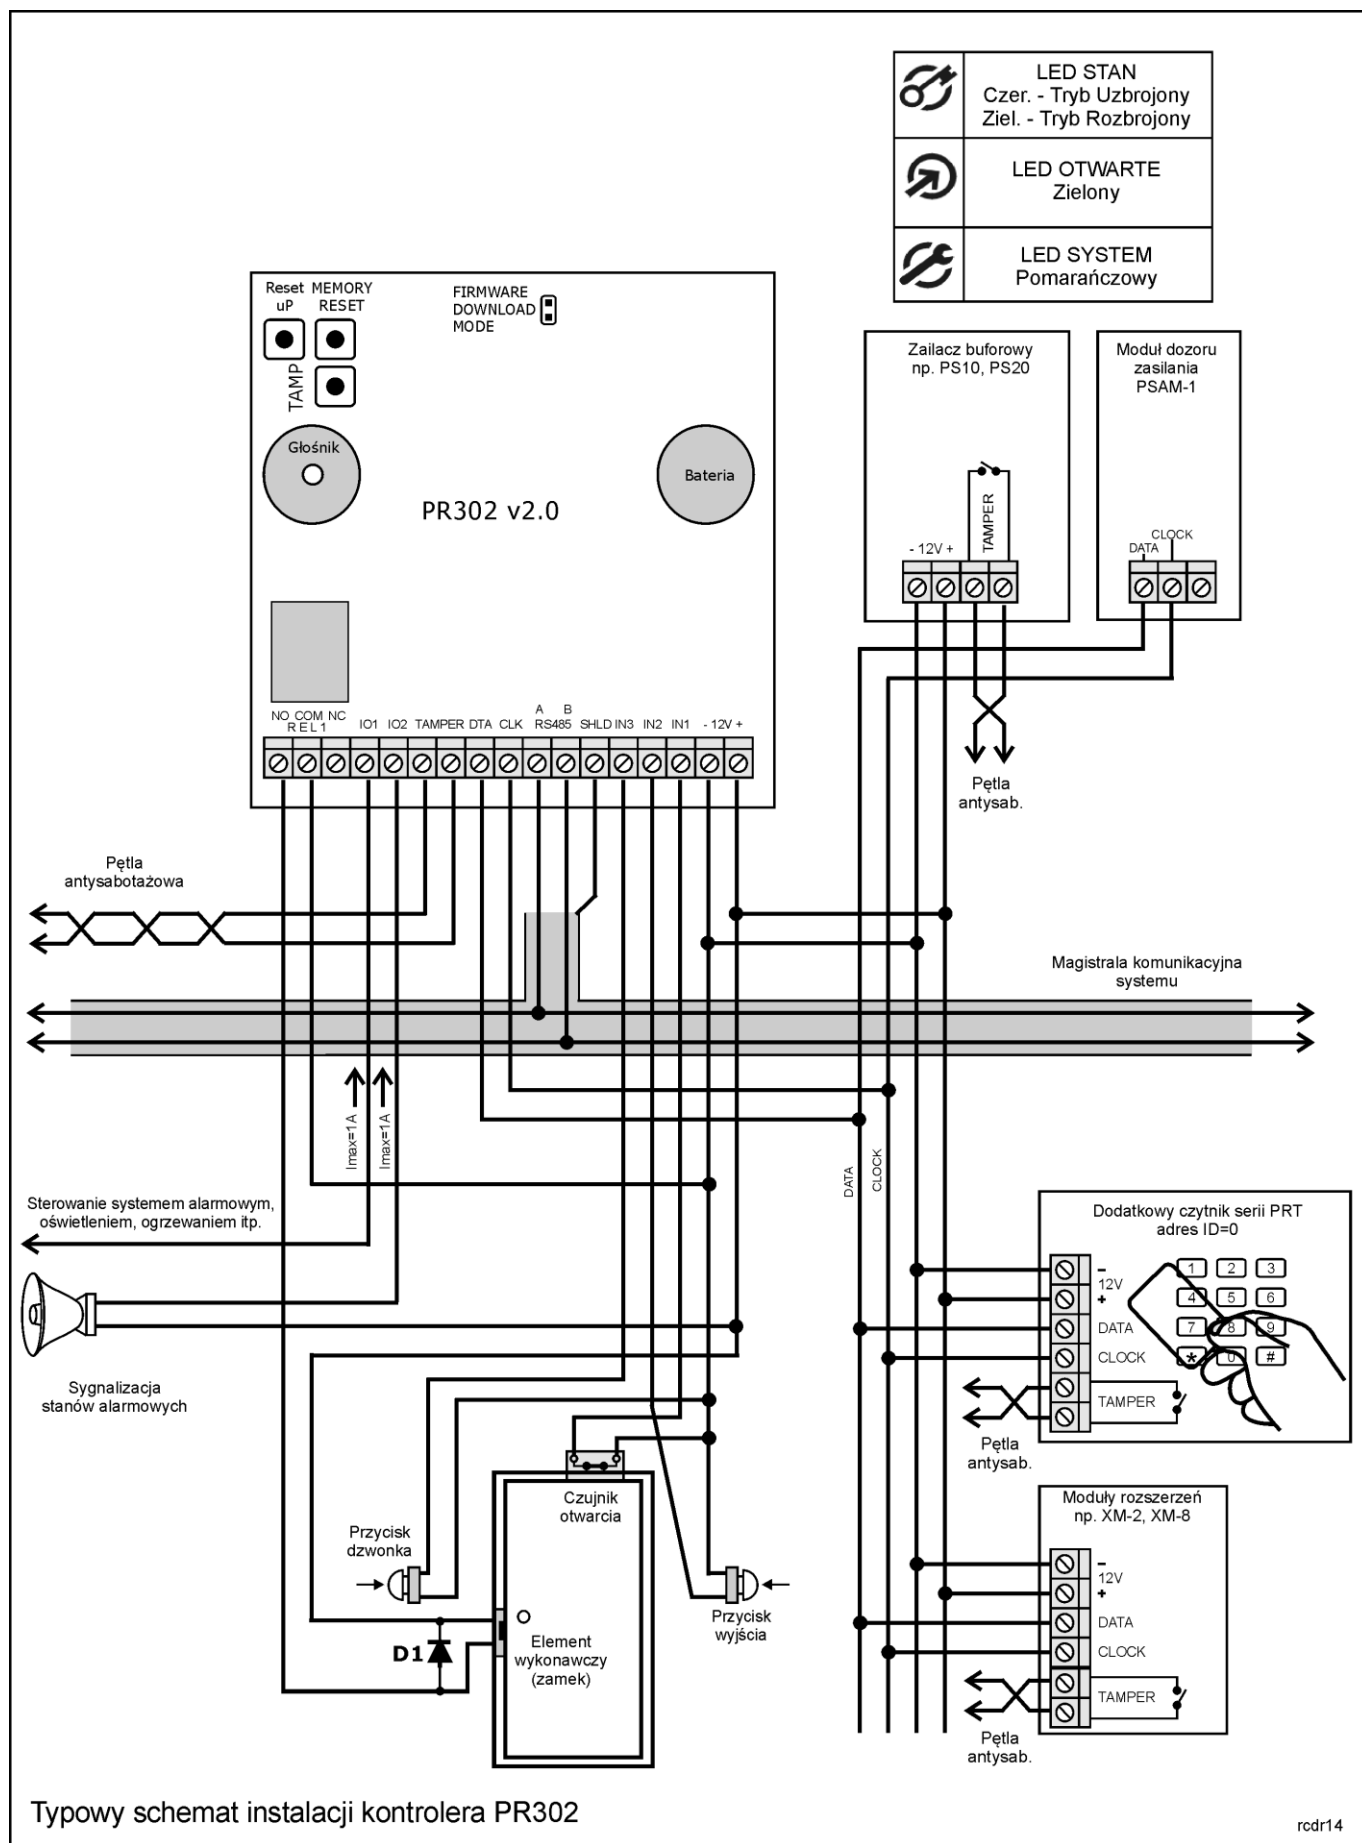 LED STAN
Czer. - Tryb Uzbrojony
Ziel. - Tryb Rozbrojony
LED OTWARTE
Zielony
LED SYSTEM
Pomarańczowy
Reset
uP
MEMORY
RESET
FIRMWARE
DOWNLOAD
MODE
TAMP
Głośnik
Bateria
PR302 v2.0
NO COM NC
REL1
IO1 IO2 TAMPER DTA CLK
A B
RS485
SHLD IN3 IN2 IN1 - 12V +
Zailacz buforowy
np. PS10, PS20
TAMPER
- 12V +
Moduł dozoru
zasilania
PSAM-1
CLOCK
DATA
Pętla
antysab.
Pętla
antysabotażowa
Magistrala komunikacyjna
systemu
Imax=1A
Imax=1A
DATA
CLOCK
Sterowanie systemem alarmowym,
oświetleniem, ogrzewaniem itp.
Sygnalizacja
stanów alarmowych
Dodatkowy czytnik serii PRT
adres ID=0
-
12V
+
DATA
CLOCK
TAMPER
1 2 3
4 5 6
7 8 9
* 0 #
Pętla
antysab.
Czujnik
otwarcia
Przycisk
dzwonka
Przycisk
wyjścia
D1
Element
wykonawczy
(zamek)
Moduły rozszerzeń
np. XM-2, XM-8
-
12V
+
DATA
CLOCK
TAMPER
Pętla
antysab.
Typowy schemat instalacji kontrolera PR302
rcdr14